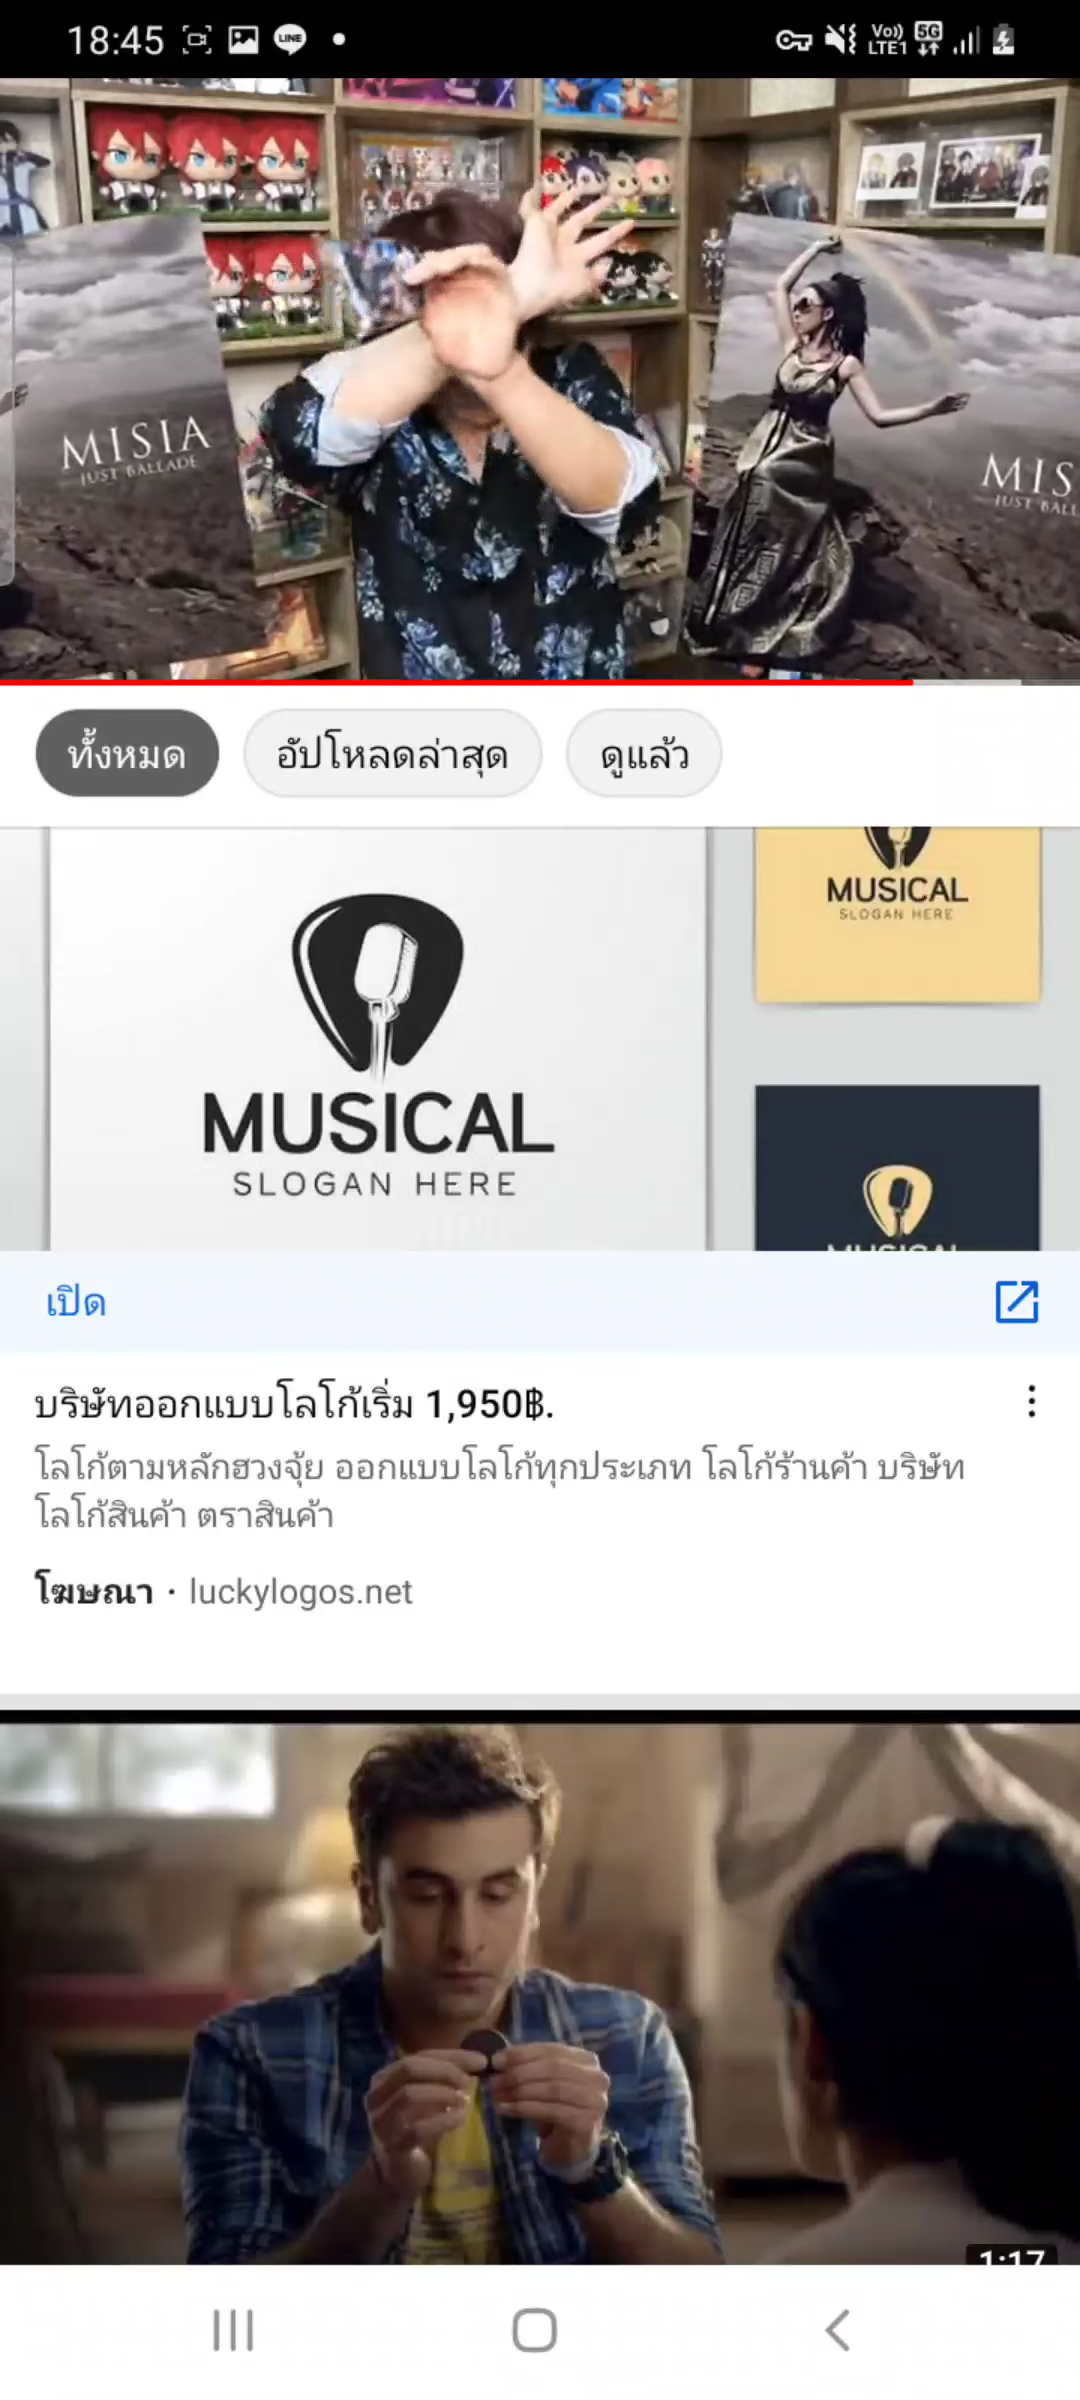 18:45
LINE
Vo))
LTE1
5G
MISIA
JUST BALLADE
MIS
JUST BALL
ทั้งหมด
อัปโหลดล่าสุด
ดูแล้ว
MUSICAL
SLOGAN HERE
MUSICAL
SLOGAN HERE
MUSICAL
เปิด
บริษัทออกแบบโลโก้เริ่ม 1,950฿.
โลโก้ตามหลักฮวงจุ้ย ออกแบบโลโก้ทุกประเภท โลโก้ร้านค้า บริษัท
โลโก้สินค้า ตราสินค้า
โฆษณา · luckylogos.net
1:17